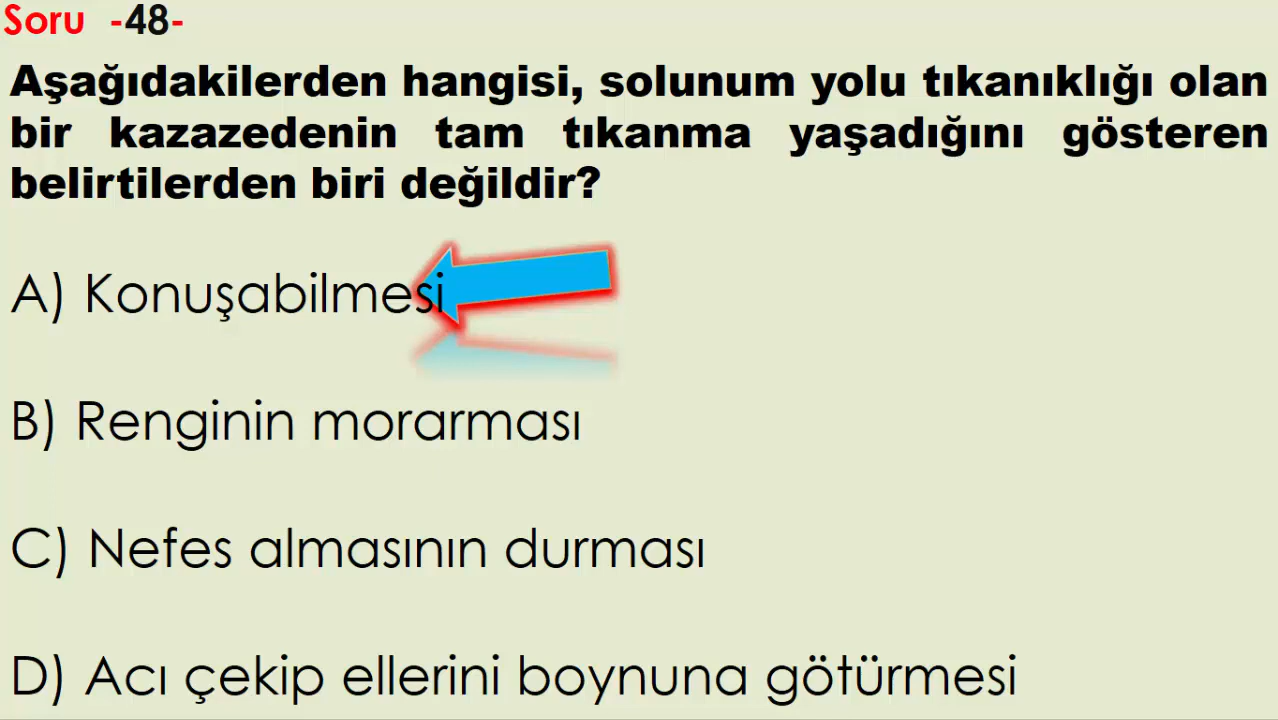 Soru -48-
Aşağıdakilerden hangisi, solunum yolu tıkanıklığı olan
bir kazazedenin tam tıkanma yaşadığını gösteren
belirtilerden biri değildir?
A) Konuşabilmesi
B) Renginin morarması
C) Nefes almasının durması
D) Acı çekip ellerini boynuna götürmesi